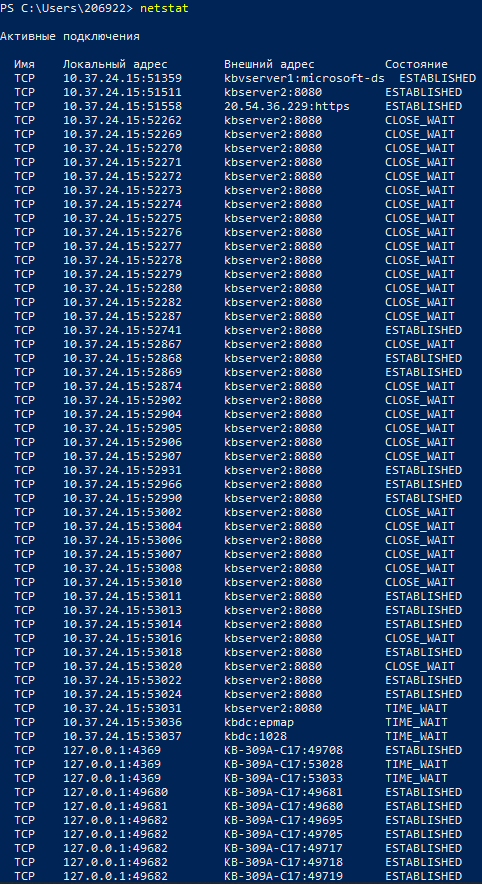 PS C:\Users\206922> netstat
Активные подключения
Имя Локальный адрес Внешний адрес Состояние
TCP 10.37.24.15:51359 kbvserver1:microsoft-ds ESTABLISHED
TCP 10.37.24.15:51511 kbserver2:8080 ESTABLISHED
TCP 10.37.24.15:51558 20.54.36.229:https ESTABLISHED
TCP 10.37.24.15:52262 kbserver2:8080 CLOSE_WAIT
TCP 10.37.24.15:52269 kbserver2:8080 CLOSE_WAIT
TCP 10.37.24.15:52270 kbserver2:8080 CLOSE_WAIT
TCP 10.37.24.15:52271 kbserver2:8080 CLOSE_WAIT
TCP 10.37.24.15:52272 kbserver2:8080 CLOSE_WAIT
TCP 10.37.24.15:52273 kbserver2:8080 CLOSE_WAIT
TCP 10.37.24.15:52274 kbserver2:8080 CLOSE_WAIT
TCP 10.37.24.15:52275 kbserver2:8080 CLOSE_WAIT
TCP 10.37.24.15:52276 kbserver2:8080 CLOSE_WAIT
TCP 10.37.24.15:52277 kbserver2:8080 CLOSE_WAIT
TCP 10.37.24.15:52278 kbserver2:8080 CLOSE_WAIT
TCP 10.37.24.15:52279 kbserver2:8080 CLOSE_WAIT
TCP 10.37.24.15:52280 kbserver2:8080 CLOSE_WAIT
TCP 10.37.24.15:52282 kbserver2:8080 CLOSE_WAIT
TCP 10.37.24.15:52287 kbserver2:8080 CLOSE_WAIT
TCP 10.37.24.15:52741 kbserver2:8080 ESTABLISHED
TCP 10.37.24.15:52867 kbserver2:8080 CLOSE_WAIT
TCP 10.37.24.15:52868 kbserver2:8080 ESTABLISHED
TCP 10.37.24.15:52869 kbserver2:8080 ESTABLISHED
TCP 10.37.24.15:52874 kbserver2:8080 CLOSE_WAIT
TCP 10.37.24.15:52902 kbserver2:8080 CLOSE_WAIT
TCP 10.37.24.15:52904 kbserver2:8080 CLOSE_WAIT
TCP 10.37.24.15:52905 kbserver2:8080 CLOSE_WAIT
TCP 10.37.24.15:52906 kbserver2:8080 CLOSE_WAIT
TCP 10.37.24.15:52907 kbserver2:8080 CLOSE_WAIT
TCP 10.37.24.15:52931 kbserver2:8080 ESTABLISHED
TCP 10.37.24.15:52966 kbserver2:8080 ESTABLISHED
TCP 10.37.24.15:52990 kbserver2:8080 ESTABLISHED
TCP 10.37.24.15:53002 kbserver2:8080 CLOSE_WAIT
TCP 10.37.24.15:53004 kbserver2:8080 CLOSE_WAIT
TCP 10.37.24.15:53006 kbserver2:8080 CLOSE_WAIT
TCP 10.37.24.15:53007 kbserver2:8080 CLOSE_WAIT
TCP 10.37.24.15:53008 kbserver2:8080 CLOSE_WAIT
TCP 10.37.24.15:53010 kbserver2:8080 CLOSE_WAIT
TCP 10.37.24.15:53011 kbserver2:8080 ESTABLISHED
TCP 10.37.24.15:53013 kbserver2:8080 ESTABLISHED
TCP 10.37.24.15:53014 kbserver2:8080 ESTABLISHED
TCP 10.37.24.15:53016 kbserver2:8080 CLOSE_WAIT
TCP 10.37.24.15:53018 kbserver2:8080 ESTABLISHED
TCP 10.37.24.15:53020 kbserver2:8080 CLOSE_WAIT
TCP 10.37.24.15:53022 kbserver2:8080 ESTABLISHED
TCP 10.37.24.15:53024 kbserver2:8080 ESTABLISHED
TCP 10.37.24.15:53031 kbserver2:8080 TIME_WAIT
TCP 10.37.24.15:53036 kbdc:epmap TIME_WAIT
TCP 10.37.24.15:53037 kbdc:1028 TIME_WAIT
TCP 127.0.0.1:4369 KB-309A-C17:49708 ESTABLISHED
TCP 127.0.0.1:4369 KB-309A-C17:53028 TIME_WAIT
TCP 127.0.0.1:4369 KB-309A-C17:53033 TIME_WAIT
TCP 127.0.0.1:49680 KB-309A-C17:49681 ESTABLISHED
TCP 127.0.0.1:49681 KB-309A-C17:49680 ESTABLISHED
TCP 127.0.0.1:49682 KB-309A-C17:49695 ESTABLISHED
TCP 127.0.0.1:49682 KB-309A-C17:49705 ESTABLISHED
TCP 127.0.0.1:49682 KB-309A-C17:49717 ESTABLISHED
TCP 127.0.0.1:49682 KB-309A-C17:49718 ESTABLISHED
TCP 127.0.0.1:49682 KB-309A-C17:49719 ESTABLISHED